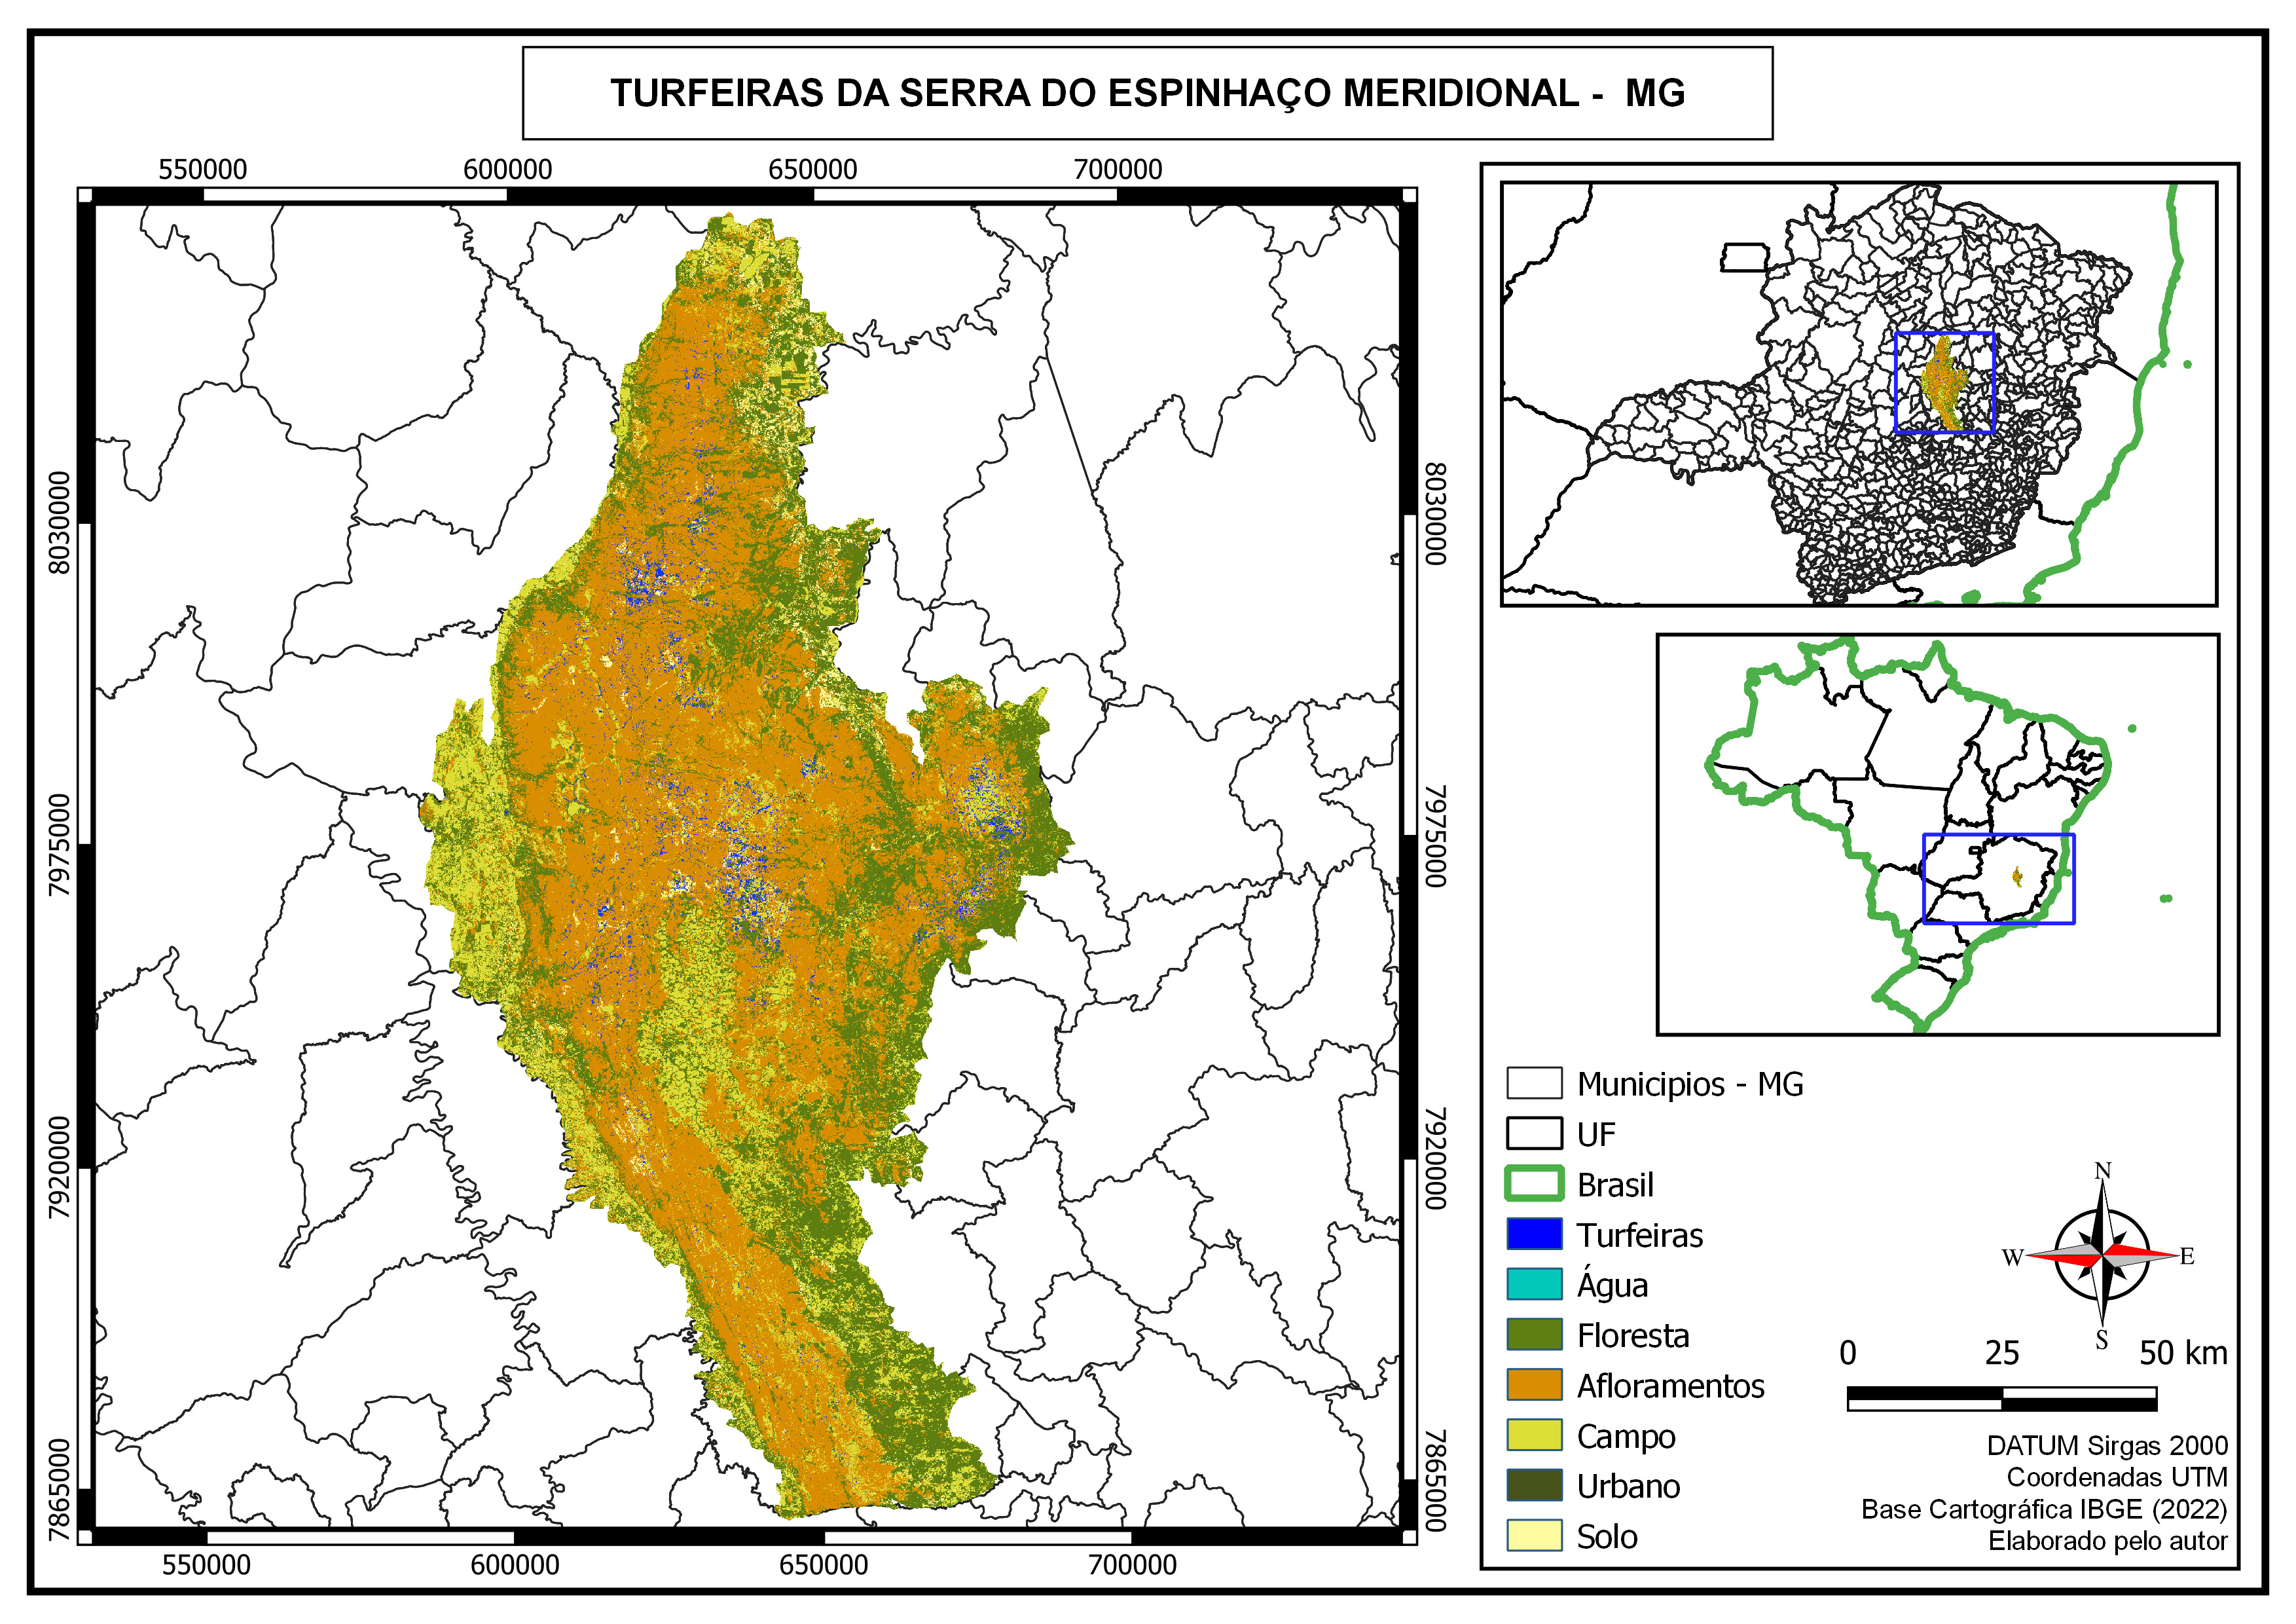 TURFEIRAS DA SERRA DO ESPINHAÇO MERIDIONAL - MG
550000 600000 650000 700000
8030000
7975000
7920000
7865000
8030000
7975000
7920000
7865000
550000 600000 650000 700000
Municipios - MG
UF
Brasil
Turfeiras
Água
Floresta
Afloramentos
Campo
Urbano
Solo
N
W E
S
0 25 50 km
DATUM Sirgas 2000
Coordenadas UTM
Base Cartográfica IBGE (2022)
Elaborado pelo autor